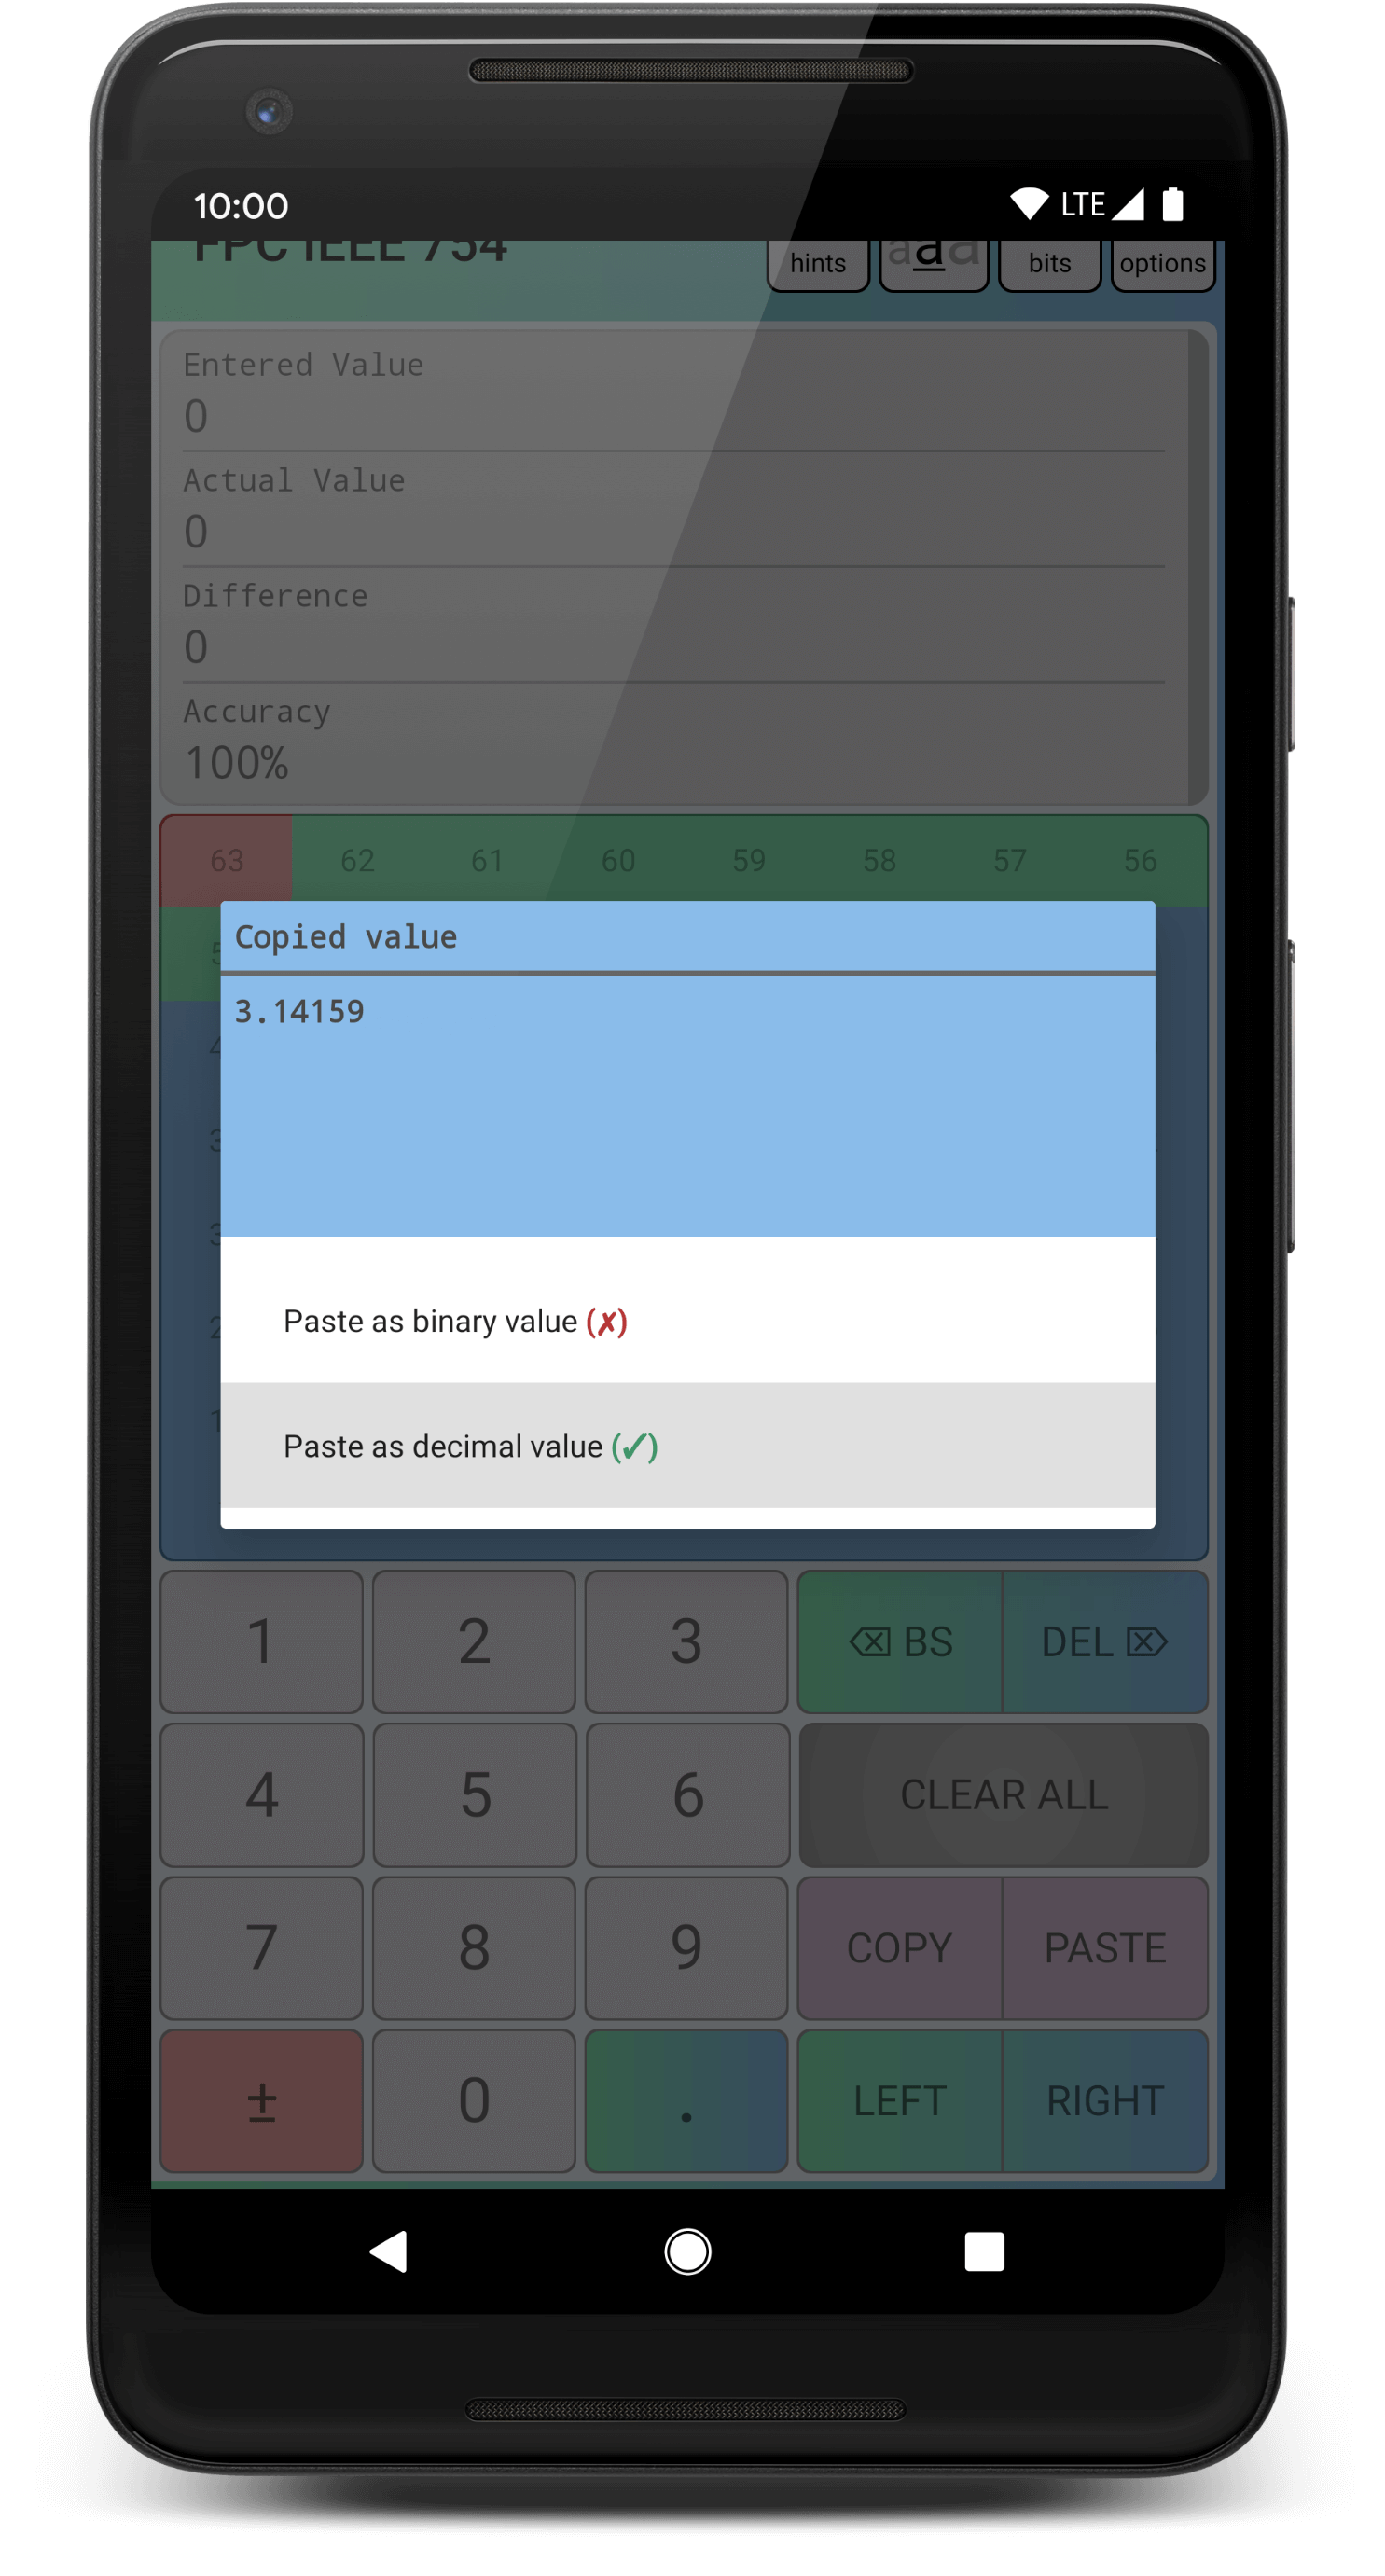 10:00 LTE
FPC IEEE 754
hints aaa bits options
Entered Value
0
Actual Value
0
Difference
0
Accuracy
100%
63 62 61 60 59 58 57 56
Copied value
3.14159
Paste as binary value (✗)
Paste as decimal value (✓)
1 2 3 BS DEL
4 5 6 CLEAR ALL
7 8 9 COPY PASTE
± 0 . LEFT RIGHT